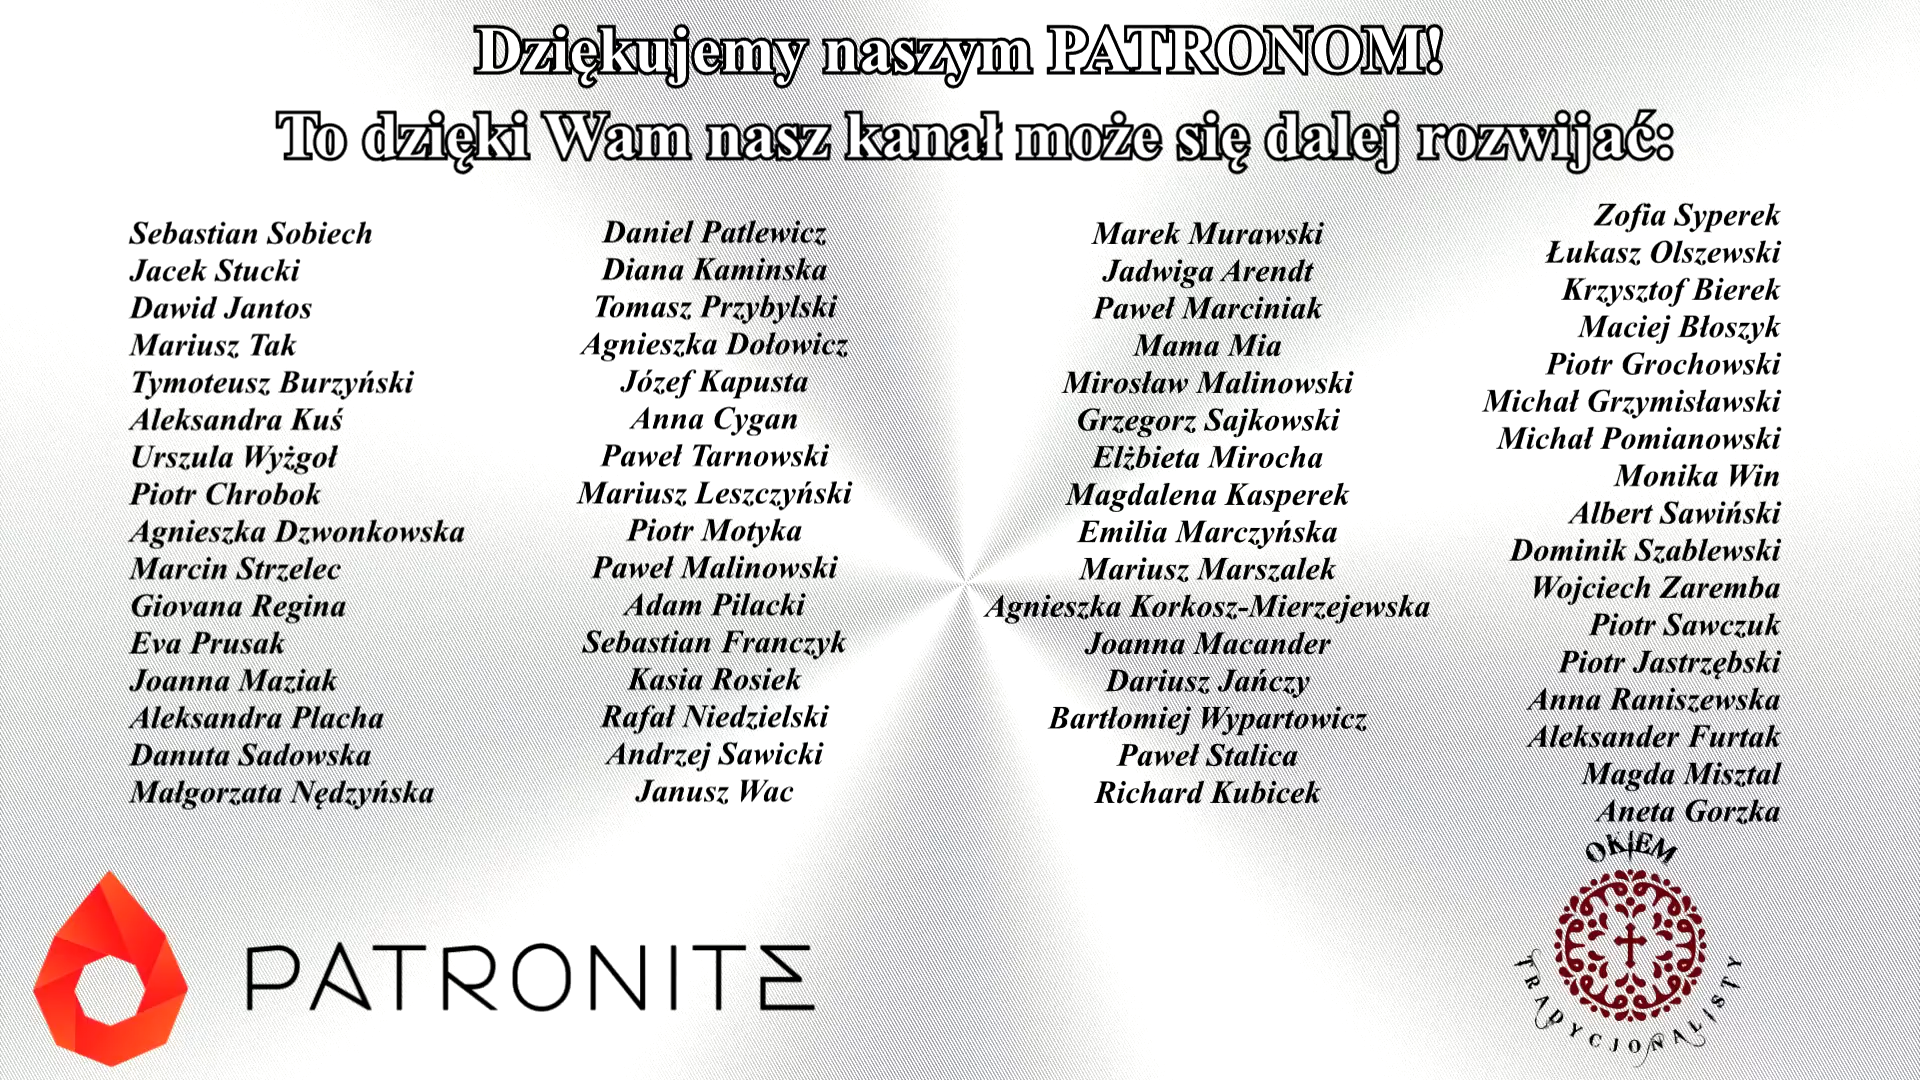 Dziękujemy naszym PATRONOM!
To dzięki Wam nasz kanał może się dalej rozwijać:
Sebastian Sobiech
Jacek Stucki
Dawid Jantos
Mariusz Tak
Tymoteusz Burzyński
Aleksandra Kuś
Urszula Wyżgoł
Piotr Chrobok
Agnieszka Dzwonkowska
Marcin Strzelec
Giovana Regina
Eva Prusak
Joanna Maziak
Aleksandra Placha
Danuta Sadowska
Małgorzata Nędzyńska
Daniel Patlewicz
Diana Kaminska
Tomasz Przybylski
Agnieszka Dołowicz
Józef Kapusta
Anna Cygan
Paweł Tarnowski
Mariusz Leszczyński
Piotr Motyka
Paweł Malinowski
Adam Pilacki
Sebastian Franczyk
Kasia Rosiek
Rafał Niedzielski
Andrzej Sawicki
Janusz Wac
Marek Murawski
Jadwiga Arendt
Paweł Marciniak
Mama Mia
Mirosław Malinowski
Grzegorz Sajkowski
Elżbieta Mirocha
Magdalena Kasperek
Emilia Marczyńska
Mariusz Marszalek
Agnieszka Korkosz-Mierzejewska
Joanna Macander
Dariusz Jańczy
Bartłomiej Wypartowicz
Paweł Stalica
Richard Kubicek
Zofia Syperek
Łukasz Olszewski
Krzysztof Bierek
Maciej Błoszyk
Piotr Grochowski
Michał Grzymisławski
Michał Pomianowski
Monika Win
Albert Sawiński
Dominik Szablewski
Wojciech Zaremba
Piotr Sawczuk
Piotr Jastrzębski
Anna Raniszewska
Aleksander Furtak
Magda Misztal
Aneta Gorzka
PATRONITE
OKIEM
TRADYCJONALISTY